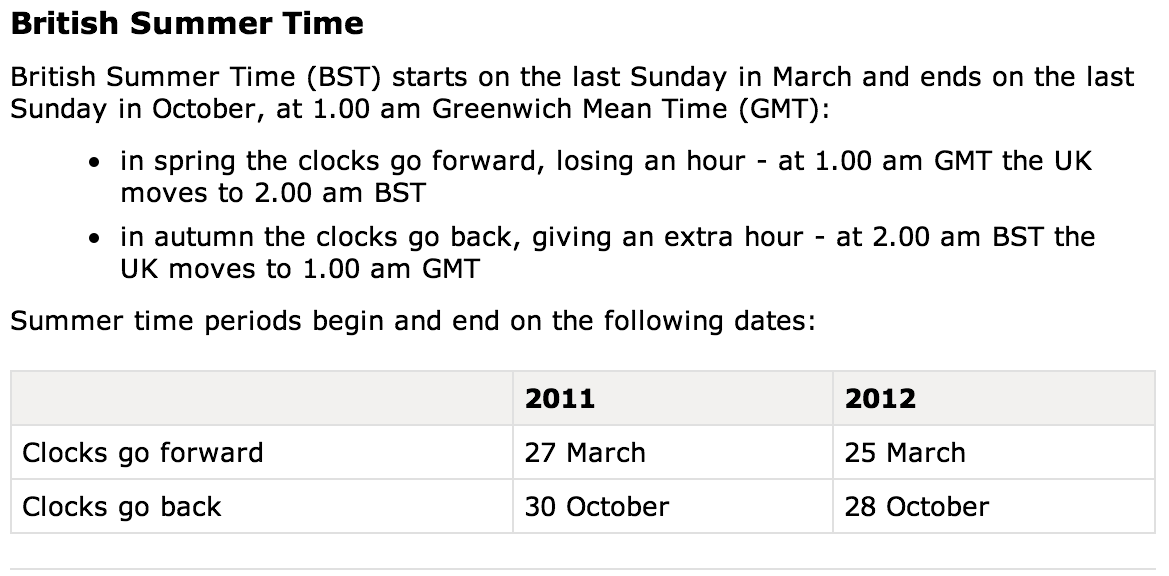 British Summer Time
British Summer Time (BST) starts on the last Sunday in March and ends on the last
Sunday in October, at 1.00 am Greenwich Mean Time (GMT):
• in spring the clocks go forward, losing an hour - at 1.00 am GMT the UK
moves to 2.00 am BST
• in autumn the clocks go back, giving an extra hour - at 2.00 am BST the
UK moves to 1.00 am GMT
Summer time periods begin and end on the following dates:
2011 2012
Clocks go forward 27 March 25 March
Clocks go back 30 October 28 October